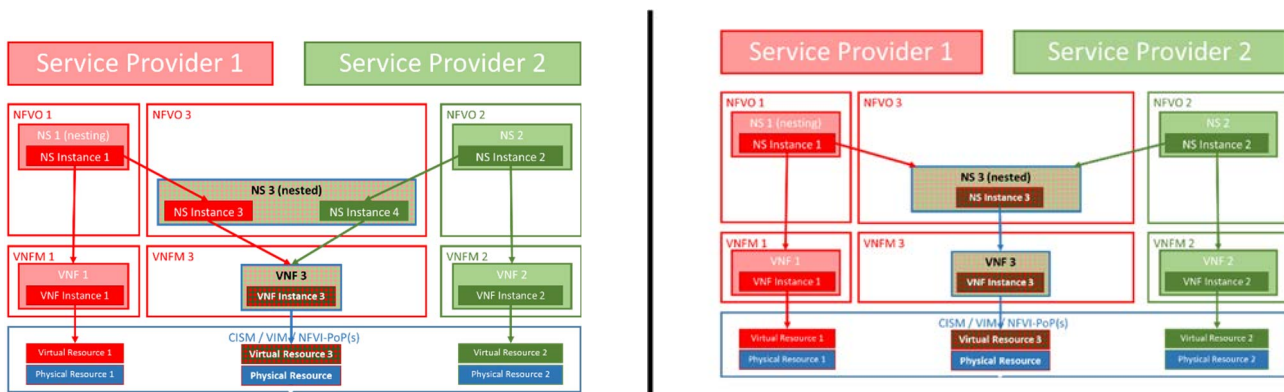 Service Provider 1
Service Provider 2
NFVO 1
NFVO 3
NFVO 2
NS 1 (nesting)
NS Instance 1
NS 2
NS Instance 2
NS 3 (nested)
NS Instance 3
NS Instance 4
VNFM 1
VNFM 3
VNFM 2
VNF 1
VNF Instance 1
VNF 3
VNF Instance 3
VNF 2
VNF Instance 2
CISM / VIM / NFVI-PoP(s)
Virtual Resource 1
Virtual Resource 3
Virtual Resource 2
Physical Resource 1
Physical Resource
Physical Resource 2
Service Provider 1
Service Provider 2
NFVO 1
NFVO 3
NFVO 2
NS 1 (nesting)
NS Instance 1
NS 2
NS Instance 2
NS 3 (nested)
NS Instance 3
VNFM 1
VNFM 3
VNFM 2
VNF 1
VNF Instance 1
VNF 3
VNF Instance 3
VNF 2
VNF Instance 2
CISM / VIM / NFVI-PoP(s)
Virtual Resource 1
Virtual Resource 3
Virtual Resource 2
Physical Resource 1
Physical Resource
Physical Resource 2